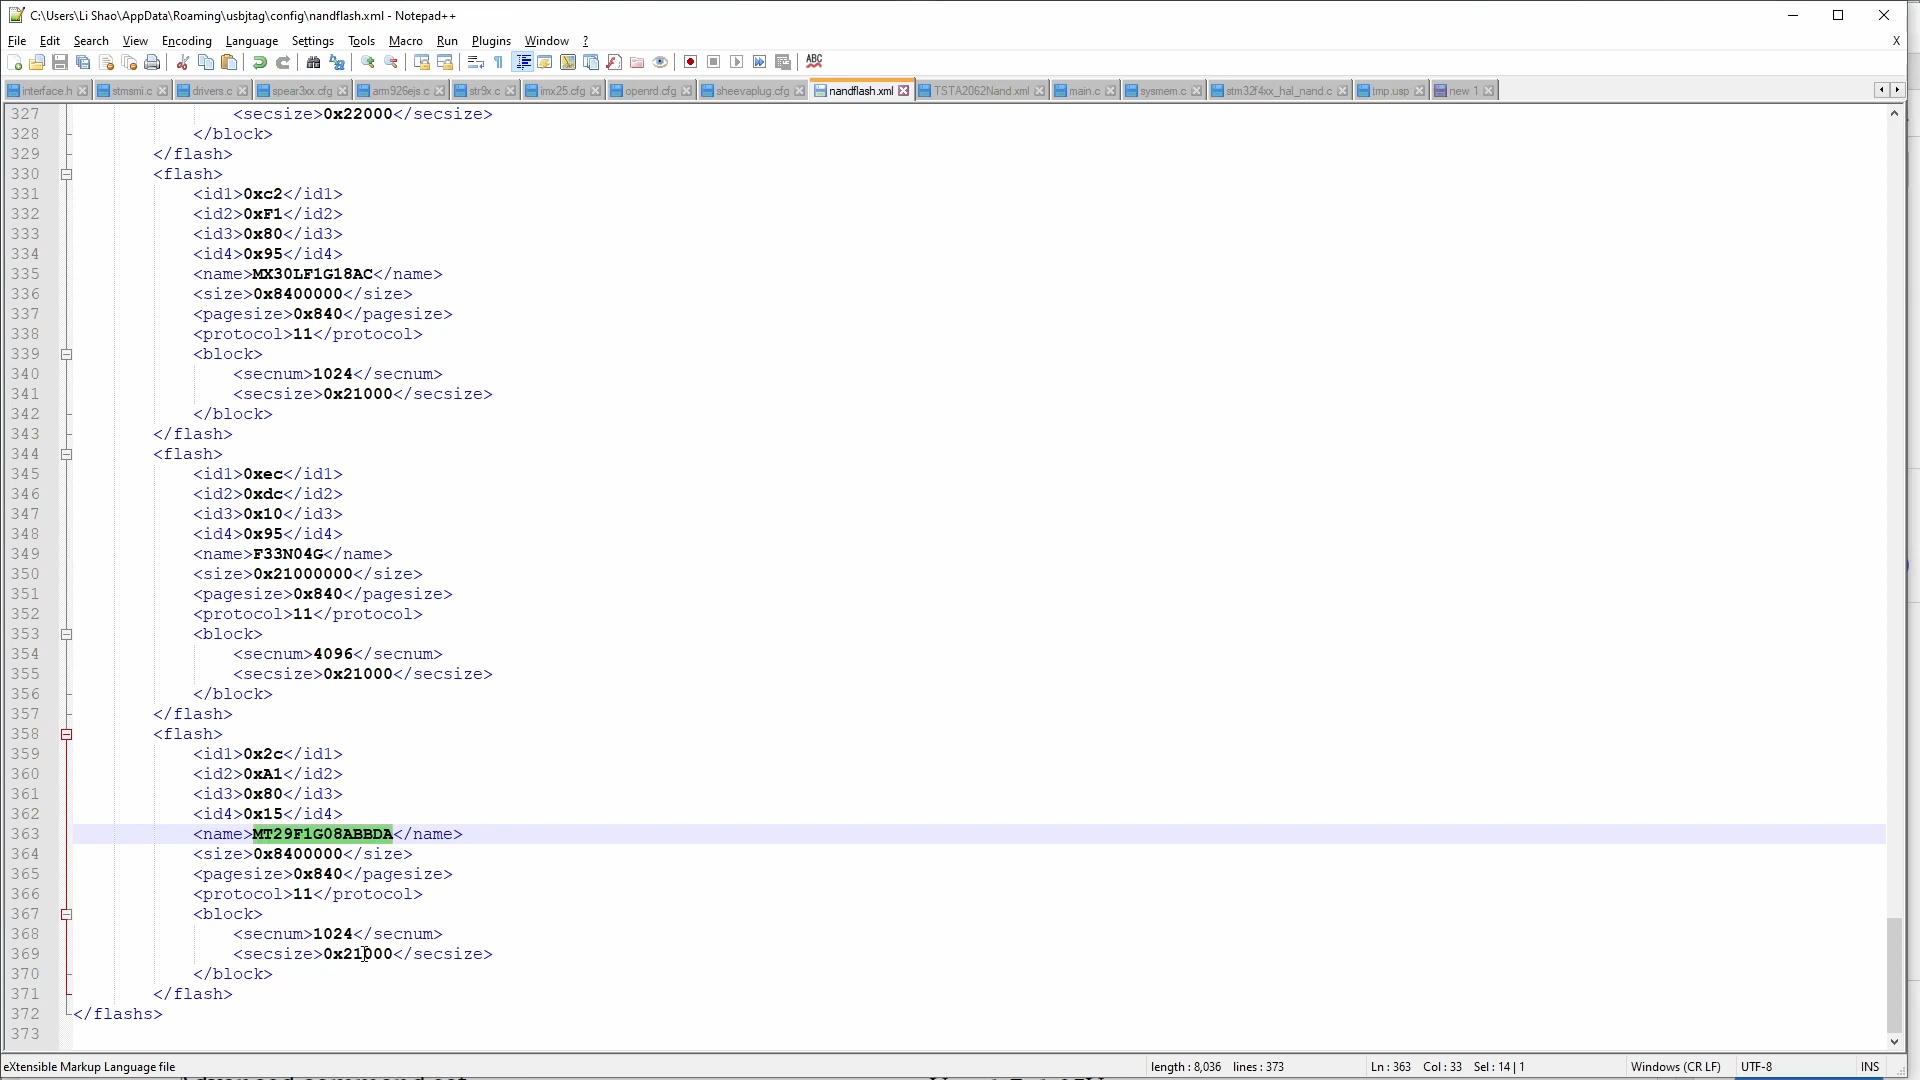 C:\Users\Li Shao\AppData\Roaming\usbjtag\config\nandflash.xml - Notepad++
File Edit Search View Encoding Language Settings Tools Macro Run Plugins Window ? X
interface.h stmsmi.c drivers.c spear3xx.cfg arm926ejs.c str9x.c imx25.cfg openrd.cfg sheevaplug.cfg nandflash.xml TSTA2062Nand.xml main.c sysmem.c stm32f4xx_hal_nand.c tmp.usp new 1
327 <secsize>0x22000</secsize>
328 </block>
329 </flash>
330 <flash>
331 <id1>0xc2</id1>
332 <id2>0xF1</id2>
333 <id3>0x80</id3>
334 <id4>0x95</id4>
335 <name>MX30LF1G18AC</name>
336 <size>0x8400000</size>
337 <pagesize>0x840</pagesize>
338 <protocol>11</protocol>
339 <block>
340 <secnum>1024</secnum>
341 <secsize>0x21000</secsize>
342 </block>
343 </flash>
344 <flash>
345 <id1>0xec</id1>
346 <id2>0xdc</id2>
347 <id3>0x10</id3>
348 <id4>0x95</id4>
349 <name>F33N04G</name>
350 <size>0x21000000</size>
351 <pagesize>0x840</pagesize>
352 <protocol>11</protocol>
353 <block>
354 <secnum>4096</secnum>
355 <secsize>0x21000</secsize>
356 </block>
357 </flash>
358 <flash>
359 <id1>0x2c</id1>
360 <id2>0xA1</id2>
361 <id3>0x80</id3>
362 <id4>0x15</id4>
363 <name>MT29F1G08ABBDA</name>
364 <size>0x8400000</size>
365 <pagesize>0x840</pagesize>
366 <protocol>11</protocol>
367 <block>
368 <secnum>1024</secnum>
369 <secsize>0x21000</secsize>
370 </block>
371 </flash>
372 </flashs>
373
eXtensible Markup Language file length : 8,036 lines : 373 Ln : 363 Col : 33 Sel : 14 | 1 Windows (CR LF) UTF-8 INS